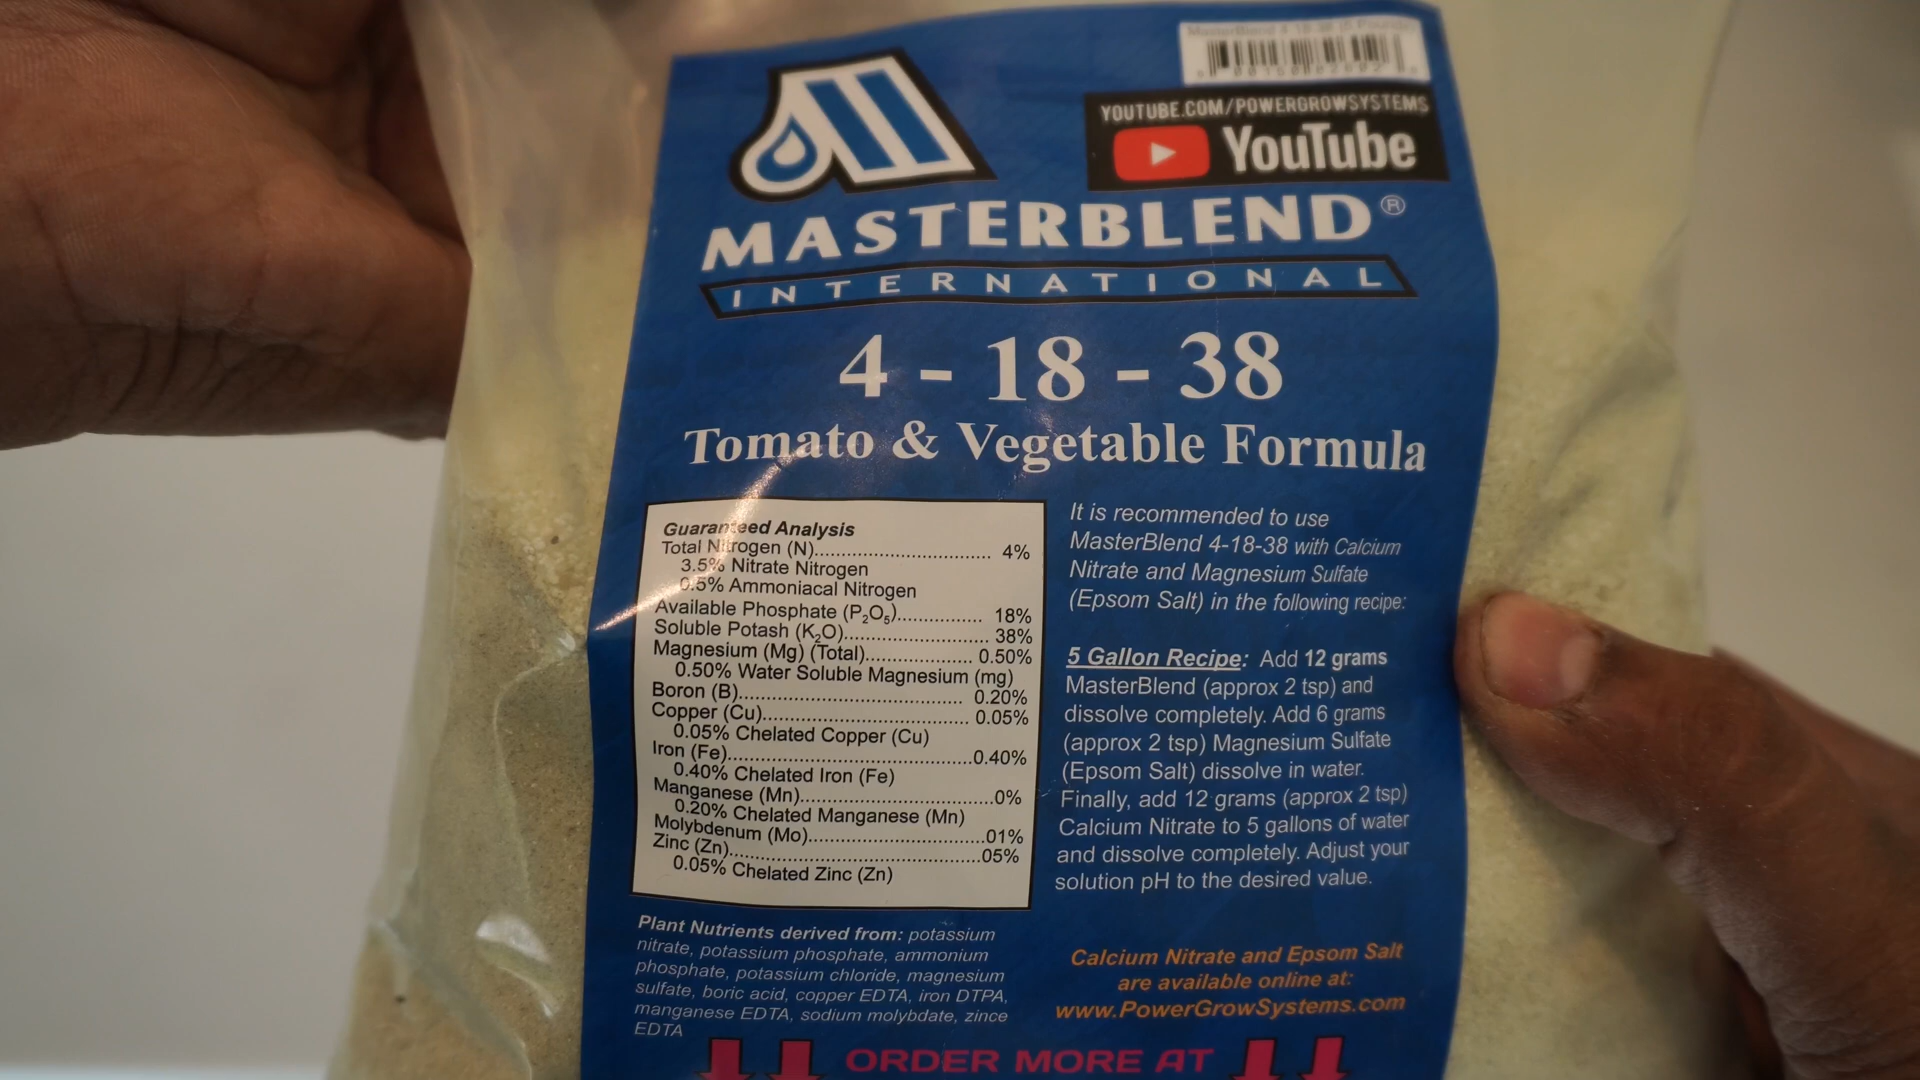 MasterBlend 4-18-38 (5 Pounds)
YOUTUBE.COM/POWERGROWSYSTEMS
YouTube
MASTERBLEND®
INTERNATIONAL
4 - 18 - 38
Tomato & Vegetable Formula
Guaranteed Analysis
Total Nitrogen (N)................................ 4%
3.5% Nitrate Nitrogen
0.5% Ammoniacal Nitrogen
Available Phosphate (P₂O₅)............... 18%
Soluble Potash (K₂O)......................... 38%
Magnesium (Mg) (Total)................... 0.50%
0.50% Water Soluble Magnesium (mg)
Boron (B)........................................ 0.20%
Copper (Cu)..................................... 0.05%
0.05% Chelated Copper (Cu)
Iron (Fe)...........................................0.40%
0.40% Chelated Iron (Fe)
Manganese (Mn)..................................0%
0.20% Chelated Manganese (Mn)
Molybdenum (Mo)...............................01%
Zinc (Zn)............................................05%
0.05% Chelated Zinc (Zn)
Plant Nutrients derived from: potassium
nitrate, potassium phosphate, ammonium
phosphate, potassium chloride, magnesium
sulfate, boric acid, copper EDTA, iron DTPA,
manganese EDTA, sodium molybdate, zince
EDTA
It is recommended to use
MasterBlend 4-18-38 with Calcium
Nitrate and Magnesium Sulfate
(Epsom Salt) in the following recipe:
5 Gallon Recipe: Add 12 grams
MasterBlend (approx 2 tsp) and
dissolve completely. Add 6 grams
(approx 2 tsp) Magnesium Sulfate
(Epsom Salt) dissolve in water.
Finally, add 12 grams (approx 2 tsp)
Calcium Nitrate to 5 gallons of water
and dissolve completely. Adjust your
solution pH to the desired value.
Calcium Nitrate and Epsom Salt
are available online at:
www.PowerGrowSystems.com
ORDER MORE AT